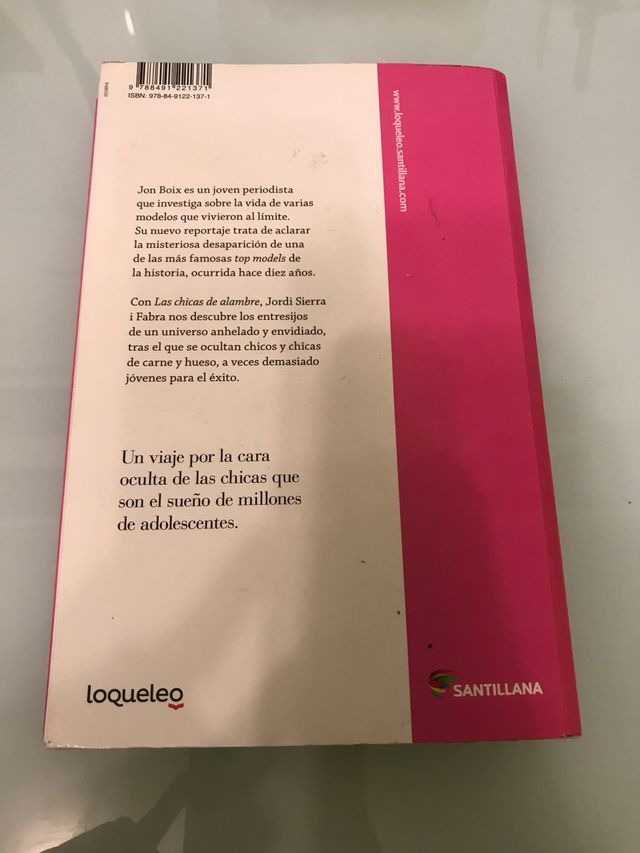 9 788491 221371
ISBN: 978-84-9122-137-1
www.loqueleo.santillana.com
Jon Boix es un joven periodista
que investiga sobre la vida de varias
modelos que vivieron al límite.
Su nuevo reportaje trata de aclarar
la misteriosa desaparición de una
de las más famosas top models de
la historia, ocurrida hace diez años.
Con Las chicas de alambre, Jordi Sierra
i Fabra nos descubre los entresijos
de un universo anhelado y envidiado,
tras el que se ocultan chicos y chicas
de carne y hueso, a veces demasiado
jóvenes para el éxito.
Un viaje por la cara
oculta de las chicas que
son el sueño de millones
de adolescentes.
loqueleo
SANTILLANA